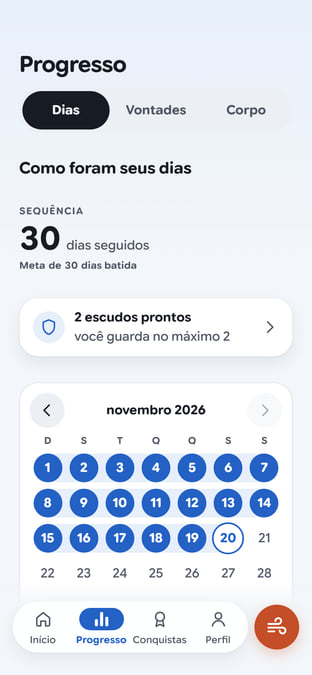 Progresso
Dias Vontades Corpo
Como foram seus dias
SEQUÊNCIA
30 dias seguidos
Meta de 30 dias batida
2 escudos prontos
você guarda no máximo 2
novembro 2026
D S T Q Q S S
1 2 3 4 5 6 7
8 9 10 11 12 13 14
15 16 17 18 19 20 21
22 23 24 25 26 27 28
Início Progresso Conquistas Perfil